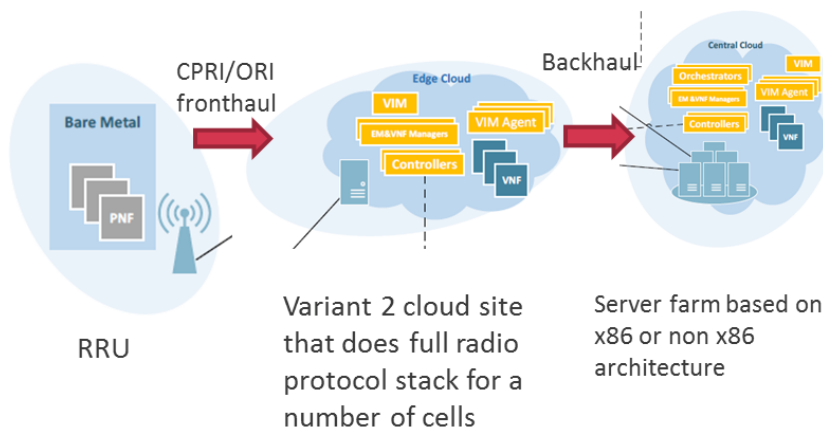 CPRI/ORI
fronthaul
Bare Metal
PNF
RRU
Edge Cloud
VIM
EM&VNF Managers
VIM Agent
Controllers
VNF
Variant 2 cloud site
that does full radio
protocol stack for a
number of cells
Backhaul
Central Cloud
VIM
Orchestrators
VIM Agent
EM &VNF Managers
Controllers
VNF
Server farm based on
x86 or non x86
architecture